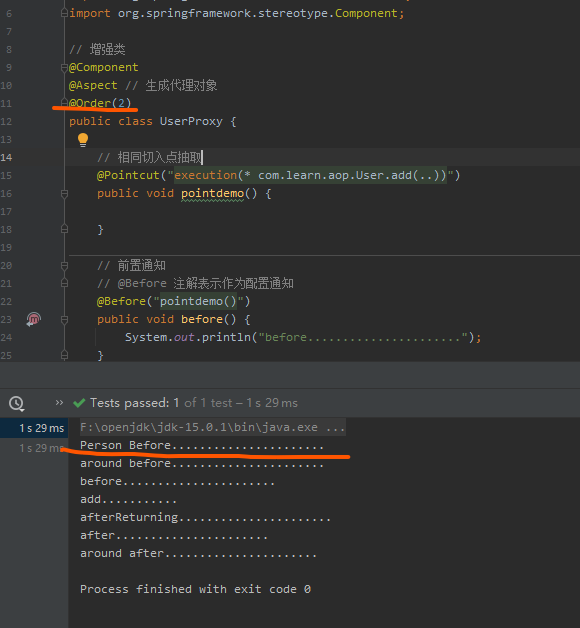 6 import org.springframework.stereotype.Component;
7
8 // 增强类
9 @Component
10 @Aspect // 生成代理对象
11 @Order(2)
12 public class UserProxy {
13
14 // 相同切入点抽取
15 @Pointcut("execution(* com.learn.aop.User.add(..))")
16 public void pointdemo() {
17
18 }
19
20 // 前置通知
21 // @Before 注解表示作为配置通知
22 @Before("pointdemo()")
23 public void before() {
24 System.out.println("before......................");
25 }
» Tests passed: 1 of 1 test – 1 s 29 ms
1 s 29 ms F:\openjdk\jdk-15.0.1\bin\java.exe ...
1 s 29 ms Person Before......................
around before......................
before......................
add...........
afterReturning......................
after......................
around after......................
Process finished with exit code 0